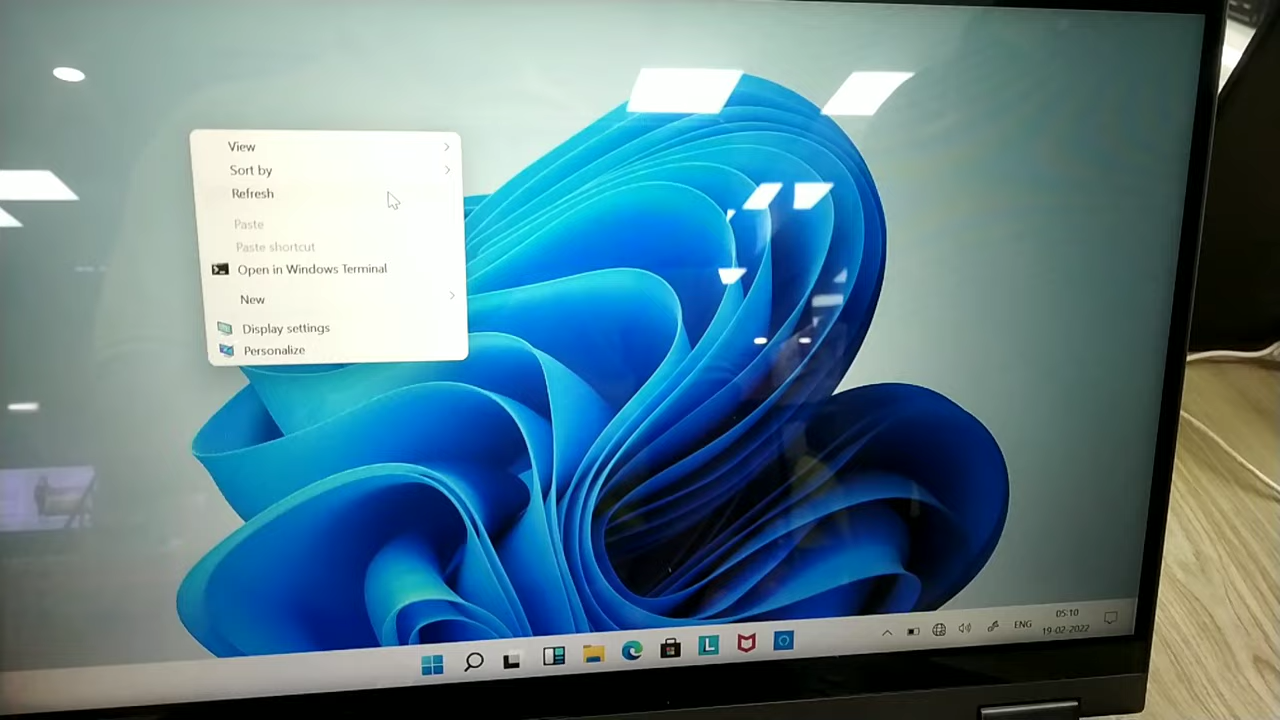 View
Sort by
Refresh
Paste
Paste shortcut
Open in Windows Terminal
New
Display settings
Personalize
L
ENG
05:10
19-02-2022